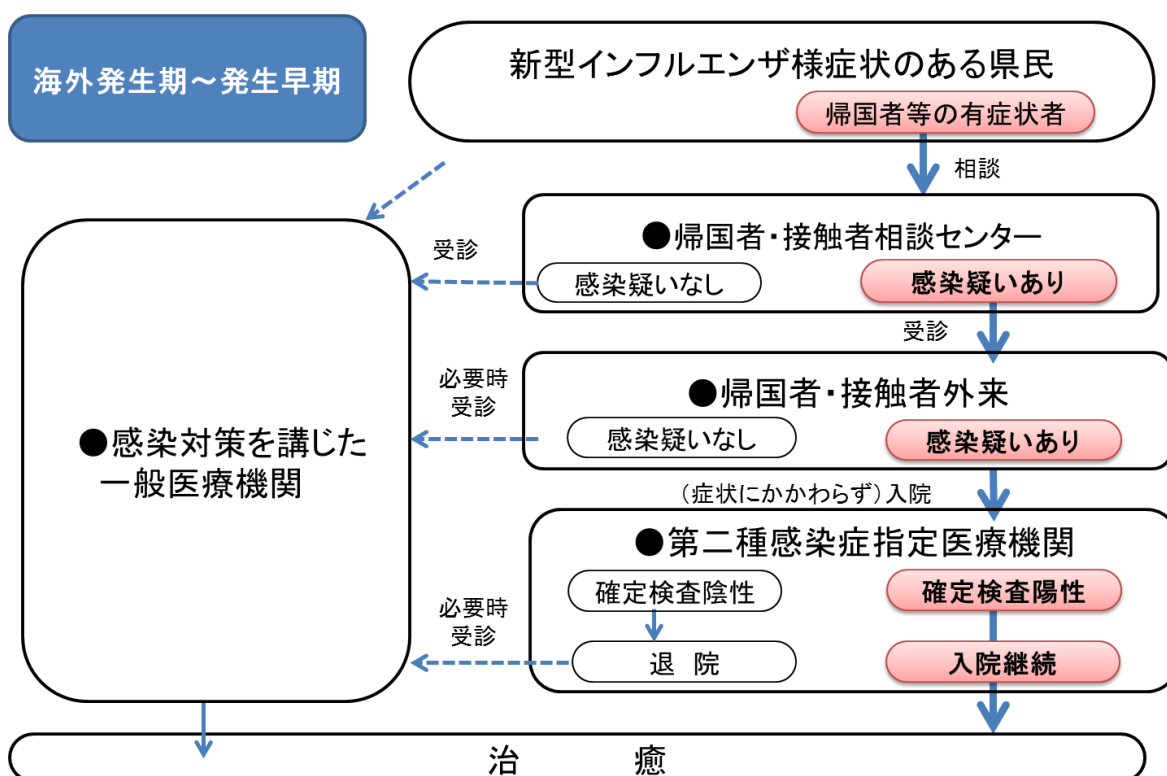 海外発生期～発生早期
新型インフルエンザ様症状のある県民
帰国者等の有症状者
相談
●帰国者・接触者相談センター
感染疑いなし
感染疑いあり
受診
受診
●帰国者・接触者外来
感染疑いなし
感染疑いあり
必要時
受診
(症状にかかわらず)入院
●感染対策を講じた
一般医療機関
●第二種感染症指定医療機関
確定検査陰性
確定検査陽性
必要時
受診
退　院
入院継続
治　　　癒